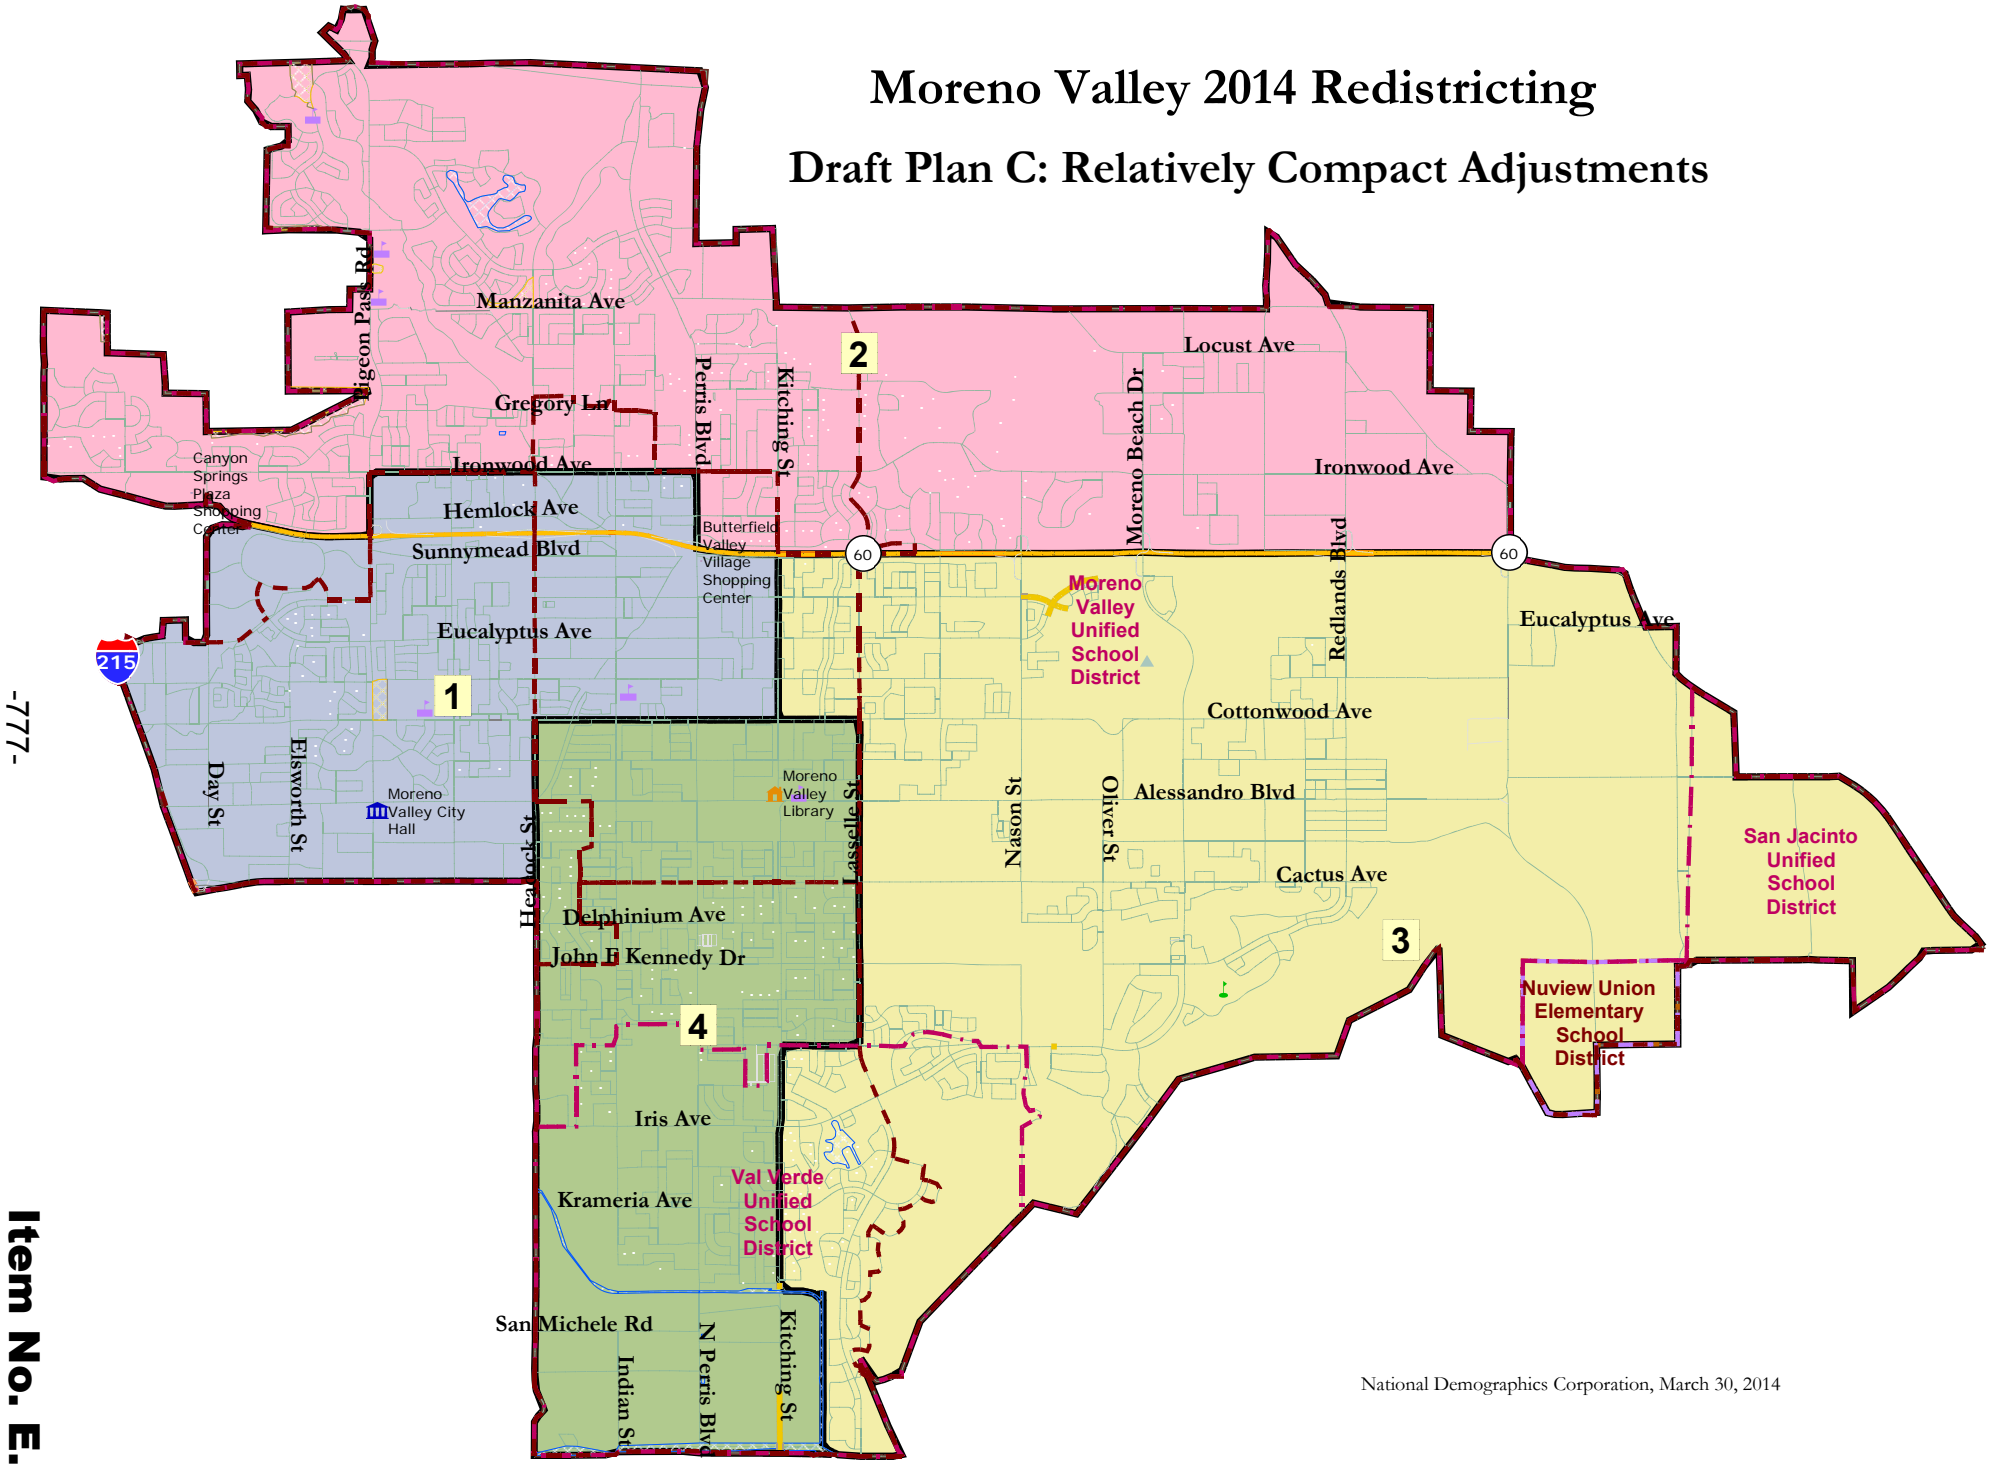 Moreno Valley 2014 Redistricting
Draft Plan C: Relatively Compact Adjustments
Pigeon Pass Rd
Manzanita Ave
2
Locust Ave
Perris Blvd
Kitching St
Moreno Beach Dr
Gregory Ln
Ironwood Ave
Ironwood Ave
Canyon
Springs
Plaza
Shopping
Center
Hemlock Ave
Sunnymead Blvd
Butterfield
Valley
Village
Shopping
Center
60
60
Redlands Blvd
Moreno
Valley
Unified
School
District
Eucalyptus Ave
Eucalyptus Ave
215
1
Cottonwood Ave
Day St
Elsworth St
Moreno
Valley City
Hall
Heacock St
Moreno
Valley
Library
Lasselle St
Nason St
Oliver St
Alessandro Blvd
San Jacinto
Unified
School
District
Cactus Ave
Delphinium Ave
John F Kennedy Dr
3
Nuview Union
Elementary
School
District
4
Iris Ave
Val Verde
Unified
School
District
Krameria Ave
San Michele Rd
Indian St
N Perris Blvd
Kitching St
National Demographics Corporation, March 30, 2014
-777-
Item No. E.